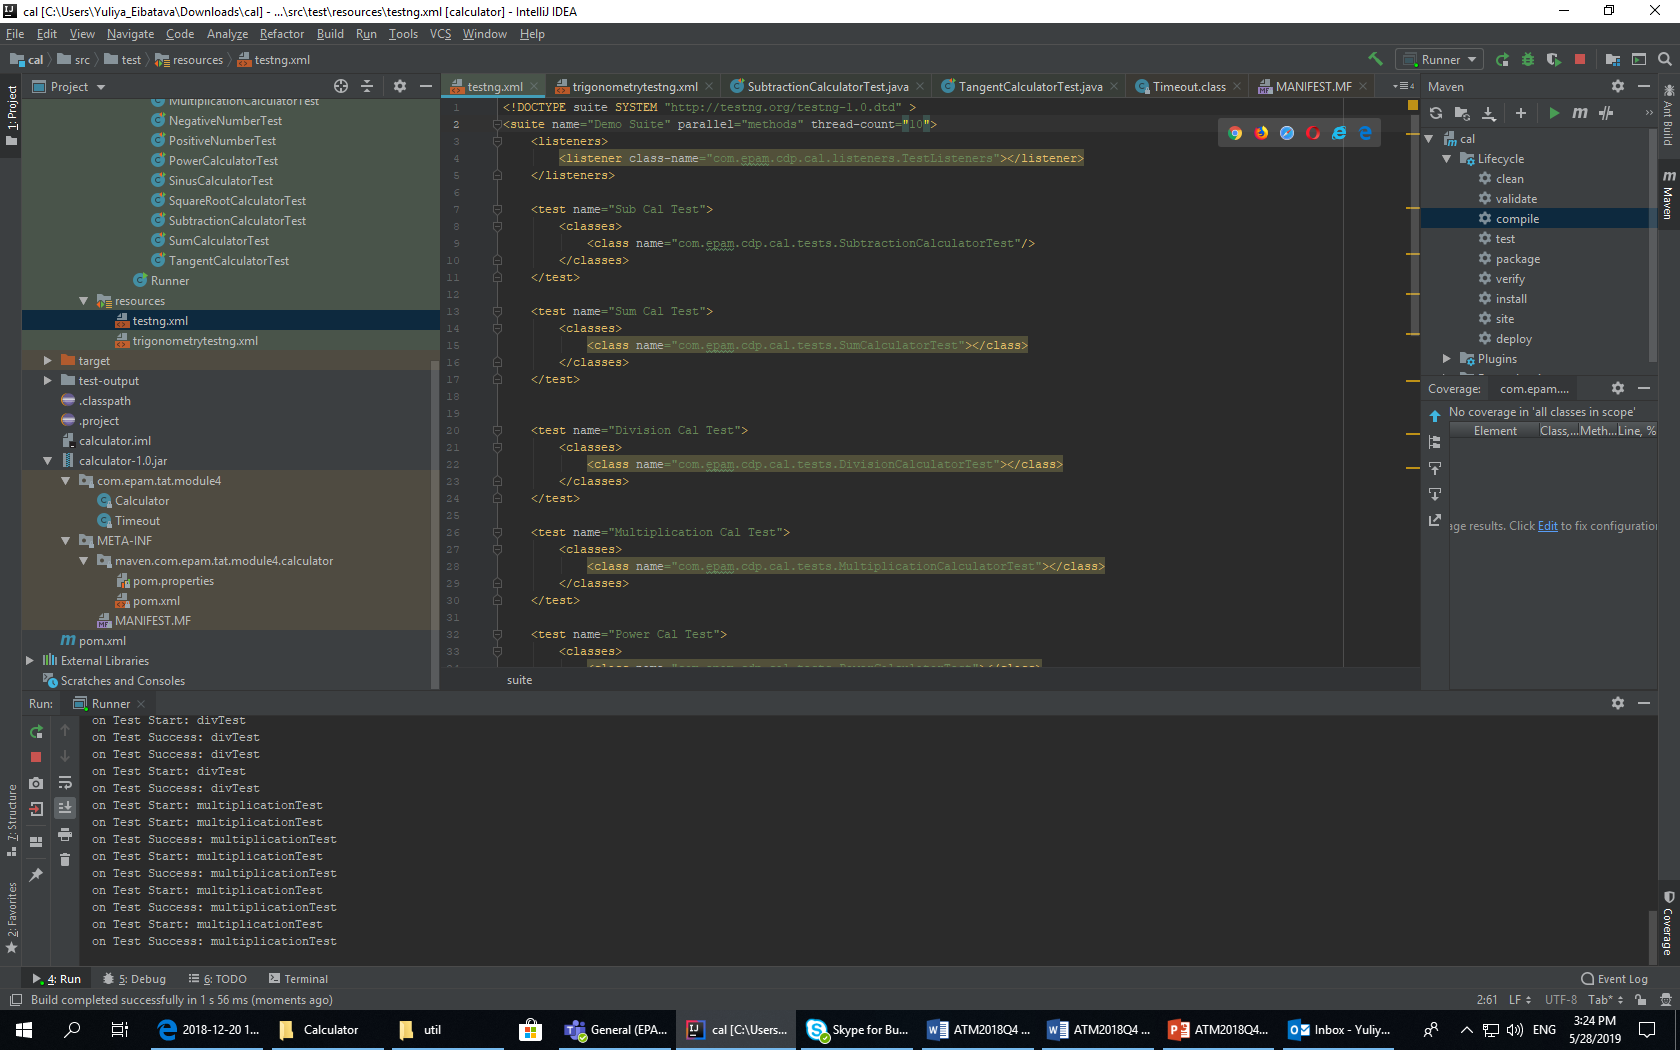 cal [C:\Users\Yuliya_Eibatava\Downloads\cal] - ...\src\test\resources\testng.xml [calculator] - IntelliJ IDEA
File Edit View Navigate Code Analyze Refactor Build Run Tools VCS Window Help
cal src test resources testng.xml
Runner
1: Project
7: Structure
2: Favorites
Project
MultiplicationCalculatorTest
NegativeNumberTest
PositiveNumberTest
PowerCalculatorTest
SinusCalculatorTest
SquareRootCalculatorTest
SubtractionCalculatorTest
SumCalculatorTest
TangentCalculatorTest
Runner
resources
testng.xml
trigonometrytestng.xml
target
test-output
.classpath
.project
calculator.iml
calculator-1.0.jar
com.epam.tat.module4
Calculator
Timeout
META-INF
maven.com.epam.tat.module4.calculator
pom.properties
pom.xml
MANIFEST.MF
pom.xml
External Libraries
Scratches and Consoles
testng.xml trigonometrytestng.xml SubtractionCalculatorTest.java TangentCalculatorTest.java Timeout.class MANIFEST.MF 4
1 <!DOCTYPE suite SYSTEM "http://testng.org/testng-1.0.dtd" >
2 <suite name="Demo Suite" parallel="methods" thread-count="10">
3 <listeners>
4 <listener class-name="com.epam.cdp.cal.listeners.TestListeners"></listener>
5 </listeners>
6
7 <test name="Sub Cal Test">
8 <classes>
9 <class name="com.epam.cdp.cal.tests.SubtractionCalculatorTest"/>
10 </classes>
11 </test>
12
13 <test name="Sum Cal Test">
14 <classes>
15 <class name="com.epam.cdp.cal.tests.SumCalculatorTest"></class>
16 </classes>
17 </test>
18
19
20 <test name="Division Cal Test">
21 <classes>
22 <class name="com.epam.cdp.cal.tests.DivisionCalculatorTest"></class>
23 </classes>
24 </test>
25
26 <test name="Multiplication Cal Test">
27 <classes>
28 <class name="com.epam.cdp.cal.tests.MultiplicationCalculatorTest"></class>
29 </classes>
30 </test>
31
32 <test name="Power Cal Test">
33 <classes>
<class name="com.epam.cdp.cal.tests.PowerCalculatorTest"></class>
suite
Maven
cal
Lifecycle
clean
validate
compile
test
package
verify
install
site
deploy
Plugins
Coverage: com.epam....
No coverage in 'all classes in scope'
Element Class,... Meth... Line, %
age results. Click Edit to fix configuration
Ant Build
Maven
Coverage
Run: Runner
on Test Start: divTest
on Test Success: divTest
on Test Success: divTest
on Test Start: divTest
on Test Success: divTest
on Test Start: multiplicationTest
on Test Start: multiplicationTest
on Test Success: multiplicationTest
on Test Start: multiplicationTest
on Test Success: multiplicationTest
on Test Start: multiplicationTest
on Test Success: multiplicationTest
on Test Start: multiplicationTest
on Test Success: multiplicationTest
4: Run 5: Debug 6: TODO Terminal Event Log
Build completed successfully in 1 s 56 ms (moments ago) 2:61 LF UTF-8 Tab*
2018-12-20 1... Calculator util General (EPA... cal [C:\Users... Skype for Bu... ATM2018Q4 ... ATM2018Q4 ... ATM2018Q4... Inbox - Yuliy... ENG 3:24 PM
5/28/2019